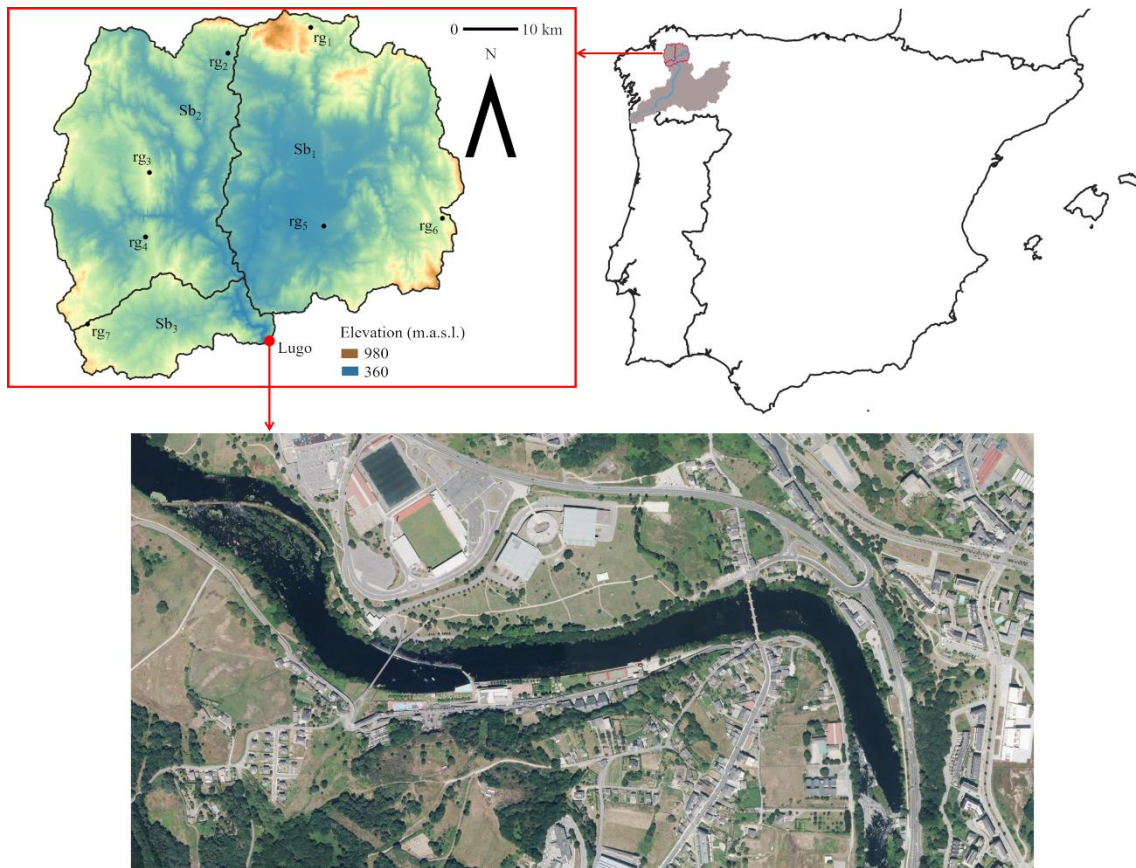 0 10 km
N
rg1
rg2
Sb2
Sb1
rg3
rg5
rg6
rg4
Sb3
rg7
Elevation (m.a.s.l.)
Lugo
980
360